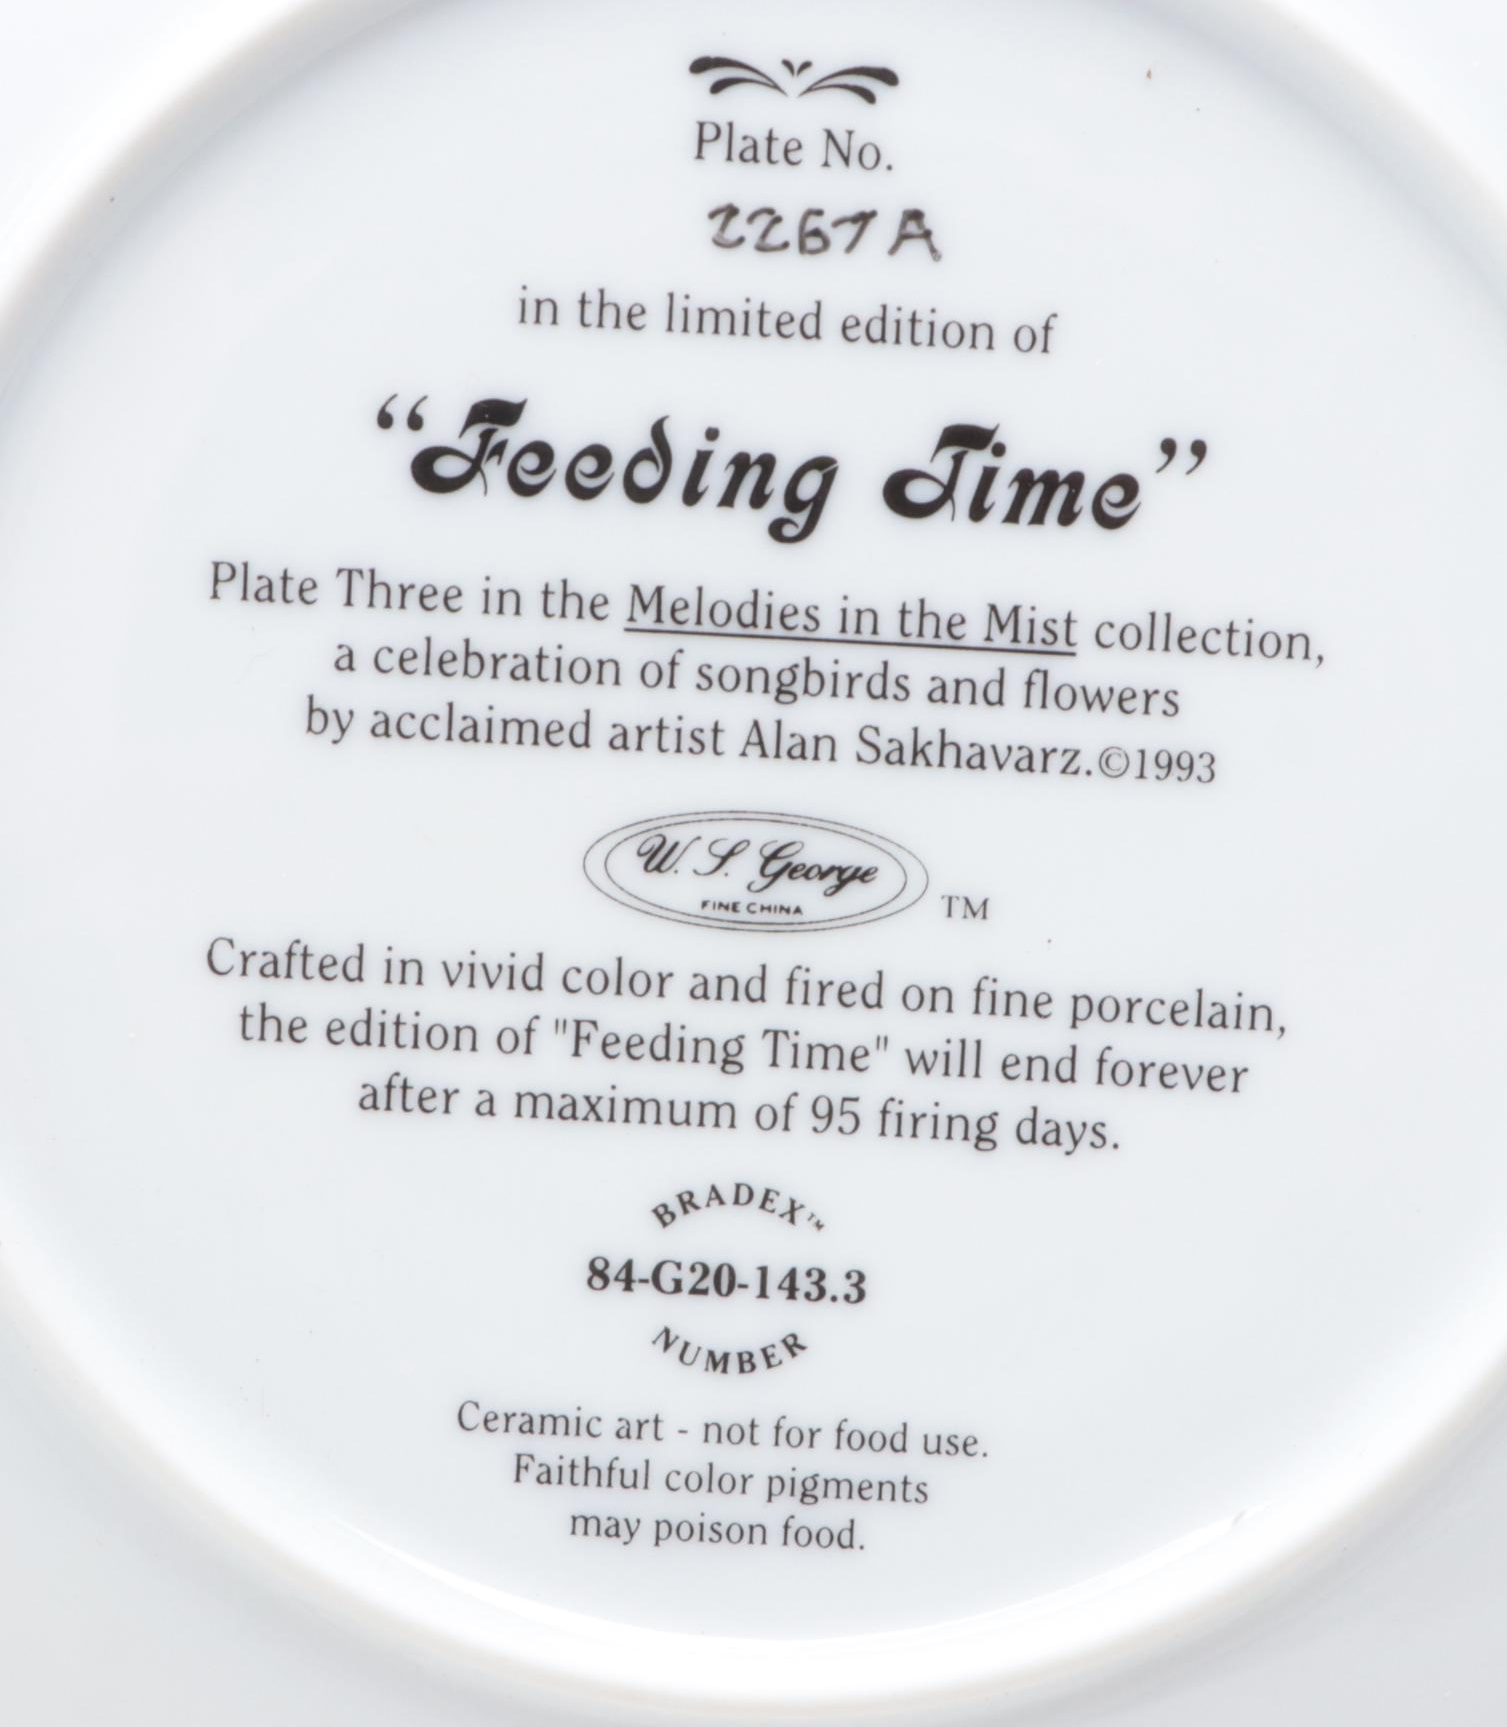 Plate No.
2267A
in the limited edition of
“Feeding Time”
Plate Three in the Melodies in the Mist collection,
a celebration of songbirds and flowers
by acclaimed artist Alan Sakhavarz.©1993
W. S. George
FINE CHINA
TM
Crafted in vivid color and fired on fine porcelain,
the edition of "Feeding Time" will end forever
after a maximum of 95 firing days.
BRADEX™
84-G20-143.3
NUMBER
Ceramic art - not for food use.
Faithful color pigments
may poison food.